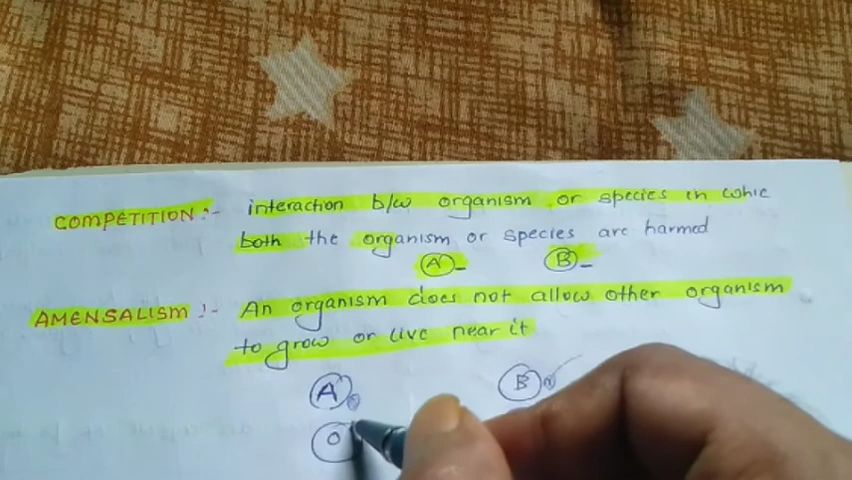 COMPETITION:- interaction b/w organism or species in whic
both the organism or species are harmed
A - B -
AMENSALISM:- An organism does not allow other organism
to grow or live near it
A B
O